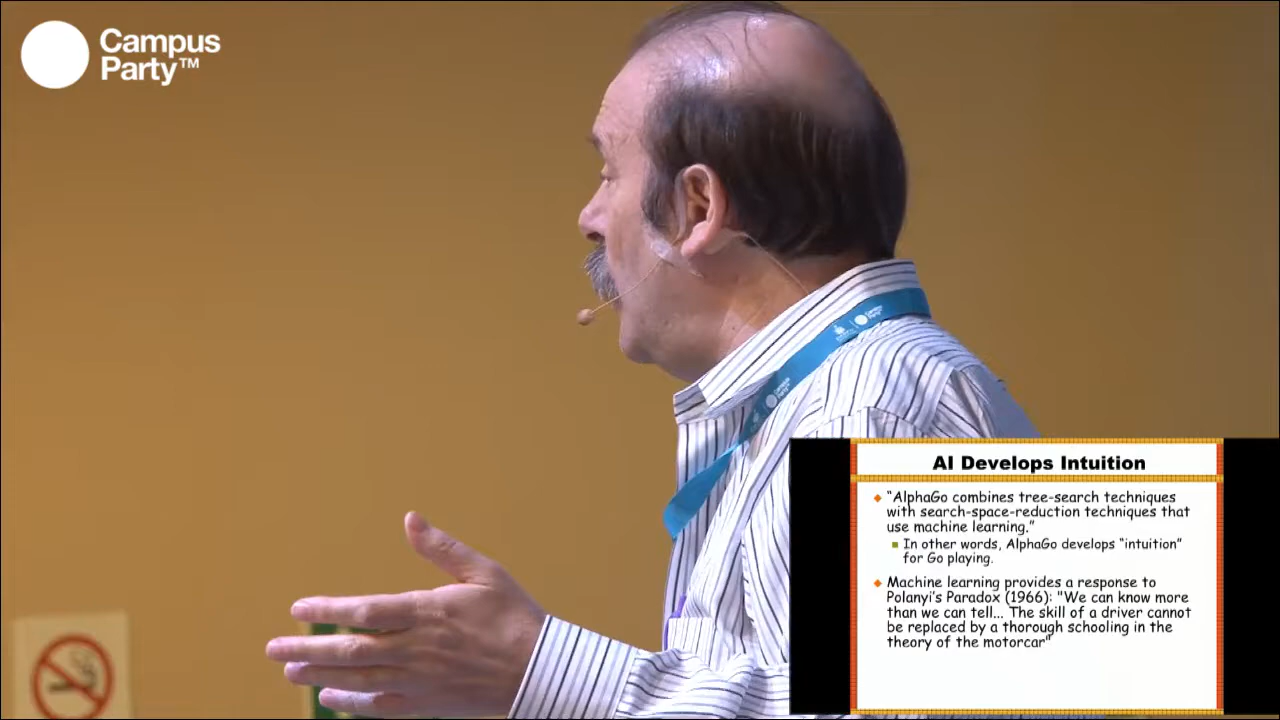 Campus
Party™
Campus
Party
AI Develops Intuition
“AlphaGo combines tree-search techniques
with search-space-reduction techniques that
use machine learning.”
In other words, AlphaGo develops “intuition”
for Go playing.
Machine learning provides a response to
Polanyi's Paradox (1966): "We can know more
than we can tell... The skill of a driver cannot
be replaced by a thorough schooling in the
theory of the motorcar"